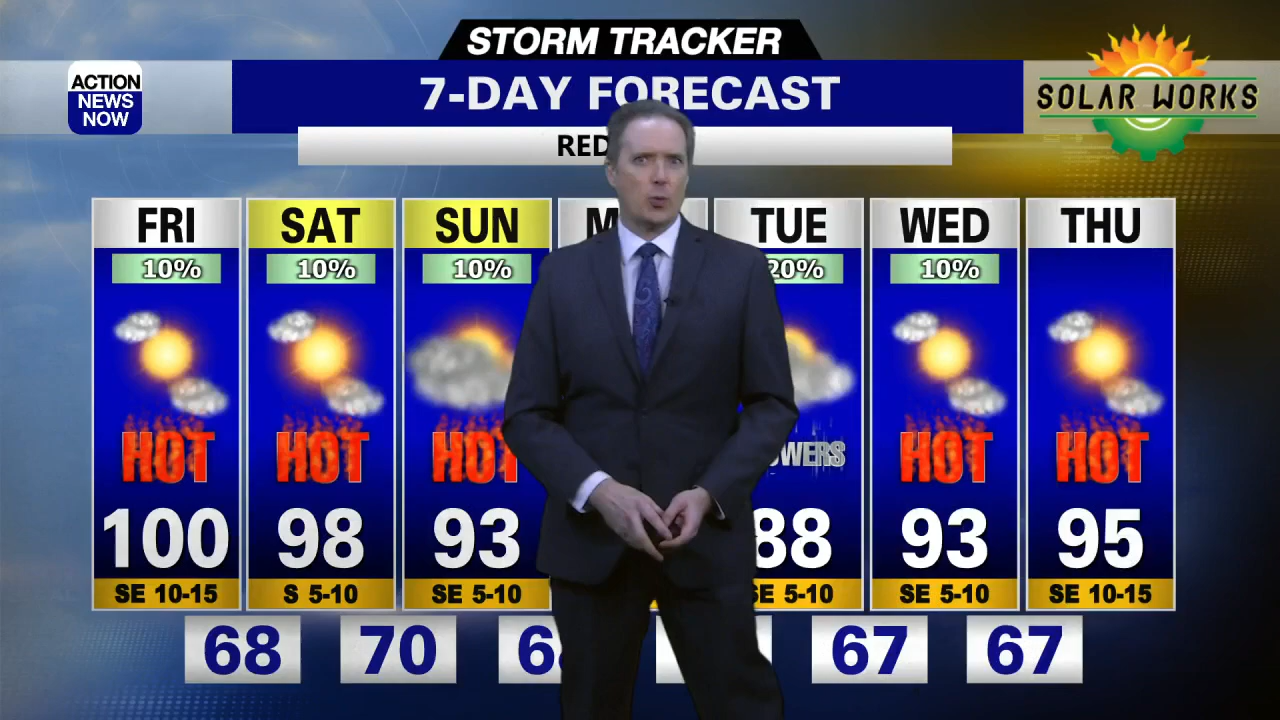 STORM TRACKER
7-DAY FORECAST
ACTION
NEWS
NOW
SOLAR WORKS
FRI SAT SUN TUE WED THU
10% 10% 10% 20% 10%
HOT HOT HOT HOT HOT
100 98 93 88 93 95
SE 10-15 S 5-10 SE 5-10 SE 5-10 SE 5-10 SE 10-15
68 70 67 67